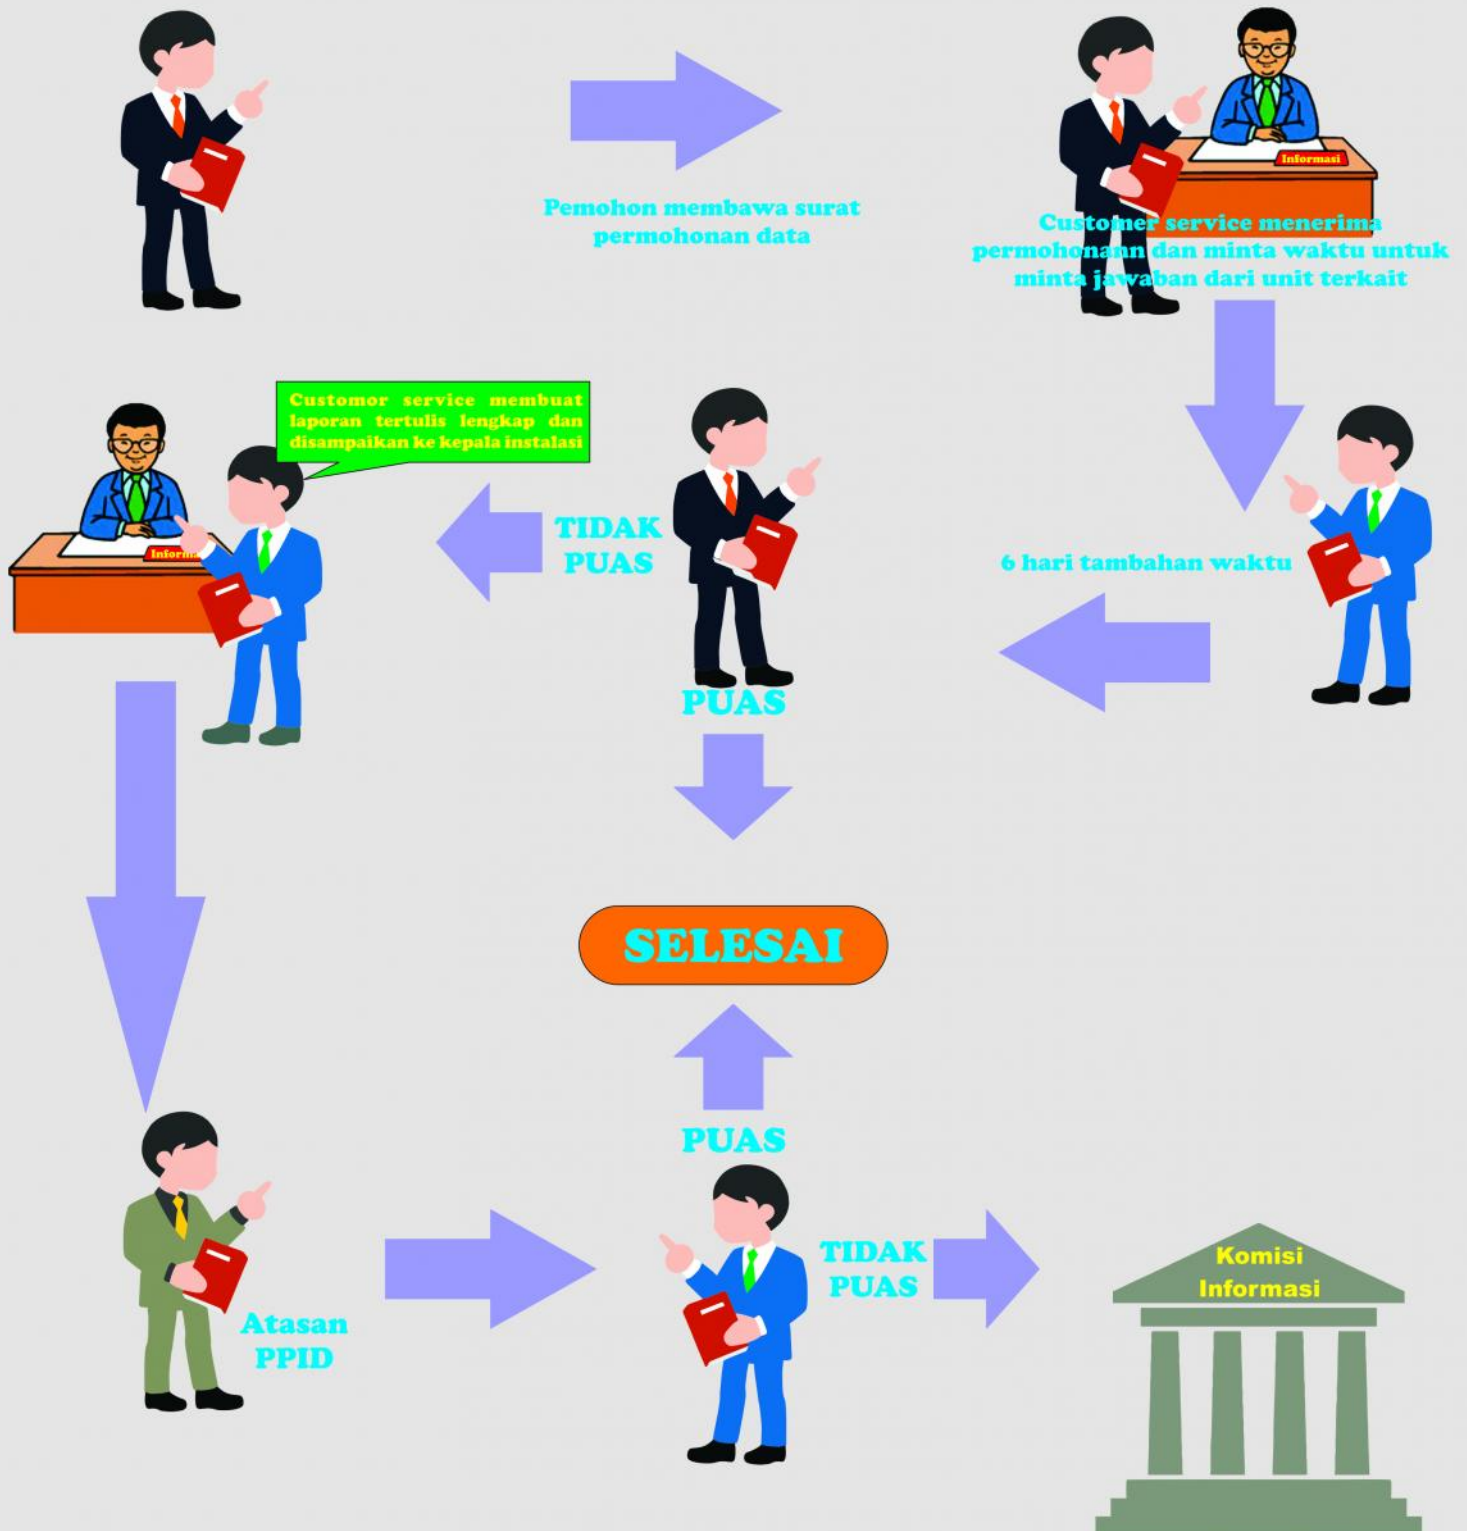 Informasi
Pemohon membawa surat
permohonan data
Customer service menerima
permohonann dan minta waktu untuk
minta jawaban dari unit terkait
Customor service membuat
laporan tertulis lengkap dan
disampaikan ke kepala instalasi
TIDAK
PUAS
6 hari tambahan waktu
PUAS
SELESAI
PUAS
TIDAK
PUAS
Atasan
PPID
Komisi
Informasi